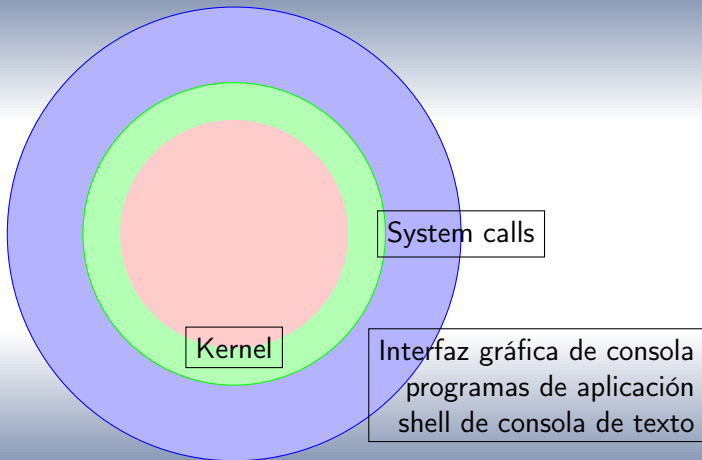 System calls
Kernel
Interfaz gráfica de consola
programas de aplicación
shell de consola de texto